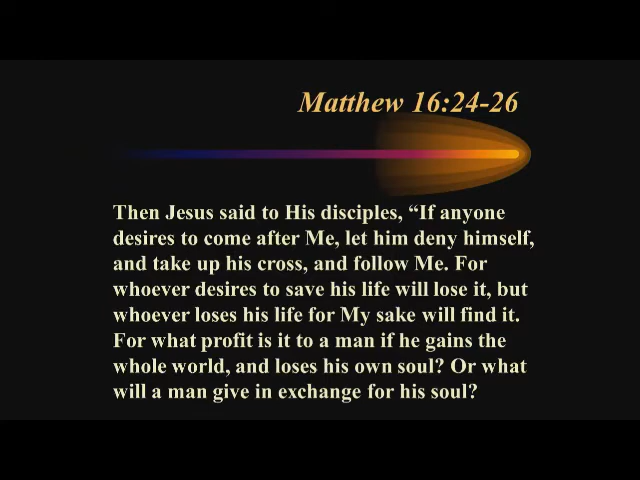 Matthew 16:24-26
Then Jesus said to His disciples, “If anyone
desires to come after Me, let him deny himself,
and take up his cross, and follow Me. For
whoever desires to save his life will lose it, but
whoever loses his life for My sake will find it.
For what profit is it to a man if he gains the
whole world, and loses his own soul? Or what
will a man give in exchange for his soul?